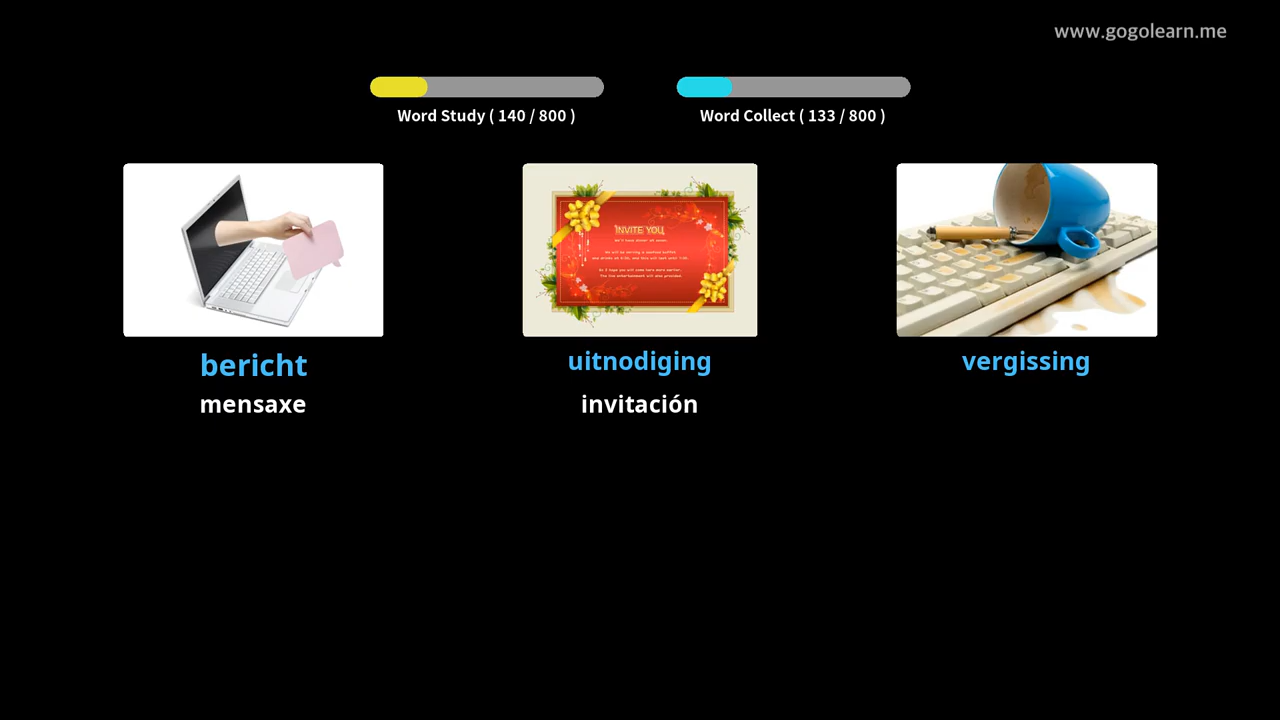 www.gogolearn.me
Word Study ( 140 / 800 )
Word Collect ( 133 / 800 )
INVITE YOU
bericht
uitnodiging
vergissing
mensaxe
invitación